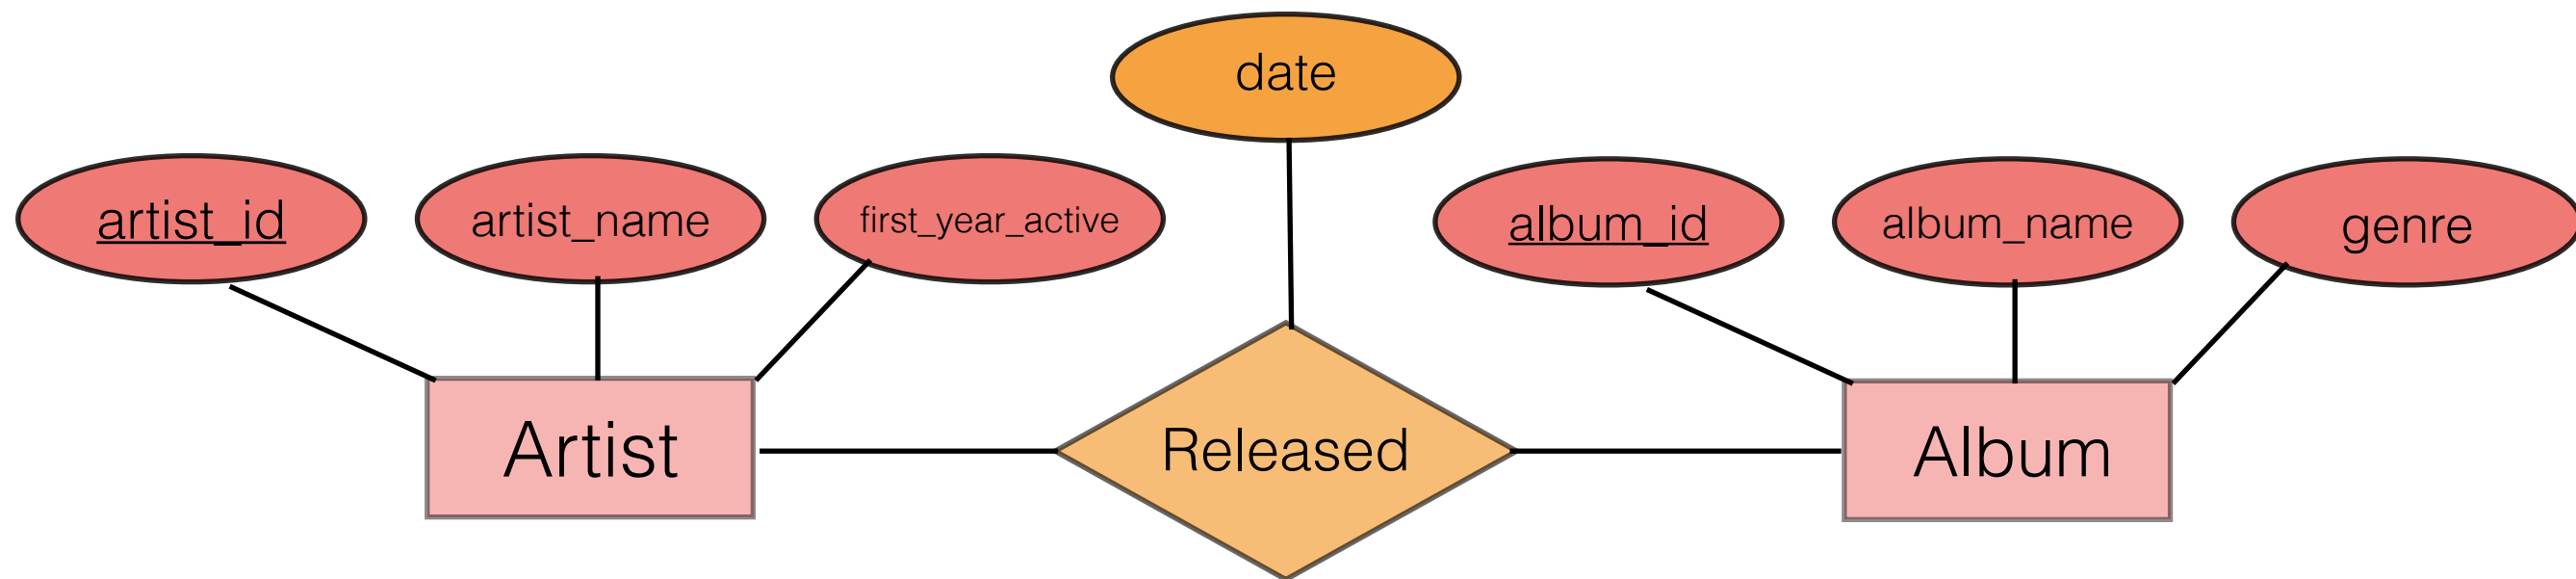 date
artist_id
artist_name
first_year_active
album_id
album_name
genre
Artist
Released
Album